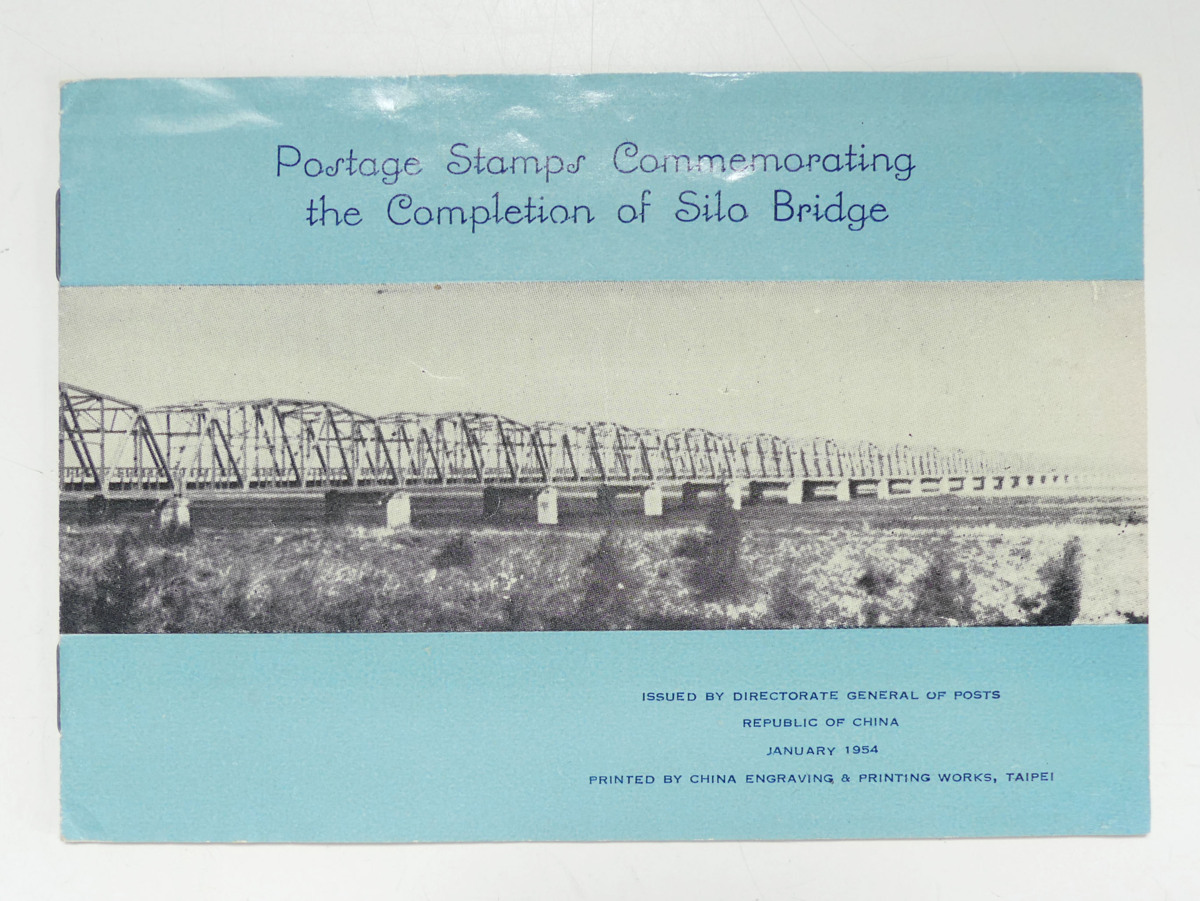 Postage Stamps Commemorating
the Completion of Silo Bridge
ISSUED BY DIRECTORATE GENERAL OF POSTS
REPUBLIC OF CHINA
JANUARY 1954
PRINTED BY CHINA ENGRAVING & PRINTING WORKS, TAIPEI